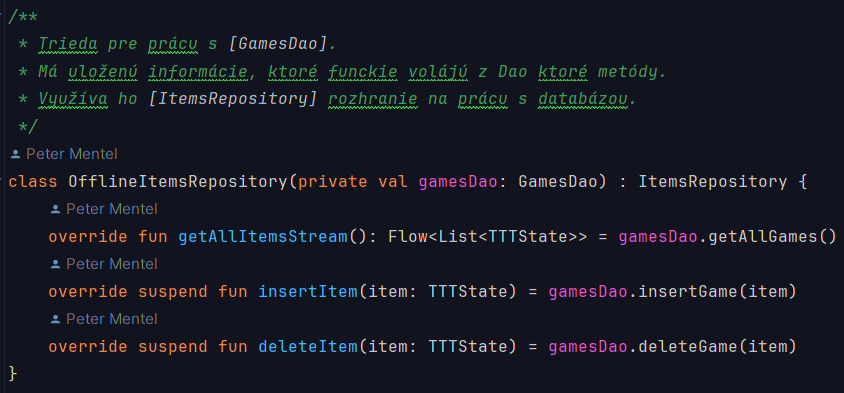 /**
* Trieda pre prácu s [GamesDao].
* Má uloženú informácie, ktoré funckie volájú z Dao ktoré metódy.
* Využíva ho [ItemsRepository] rozhranie na prácu s databázou.
*/
Peter Mentel
class OfflineItemsRepository(private val gamesDao: GamesDao) : ItemsRepository {
Peter Mentel
override fun getAllItemsStream(): Flow<List<TTTState>> = gamesDao.getAllGames()
Peter Mentel
override suspend fun insertItem(item: TTTState) = gamesDao.insertGame(item)
Peter Mentel
override suspend fun deleteItem(item: TTTState) = gamesDao.deleteGame(item)
}